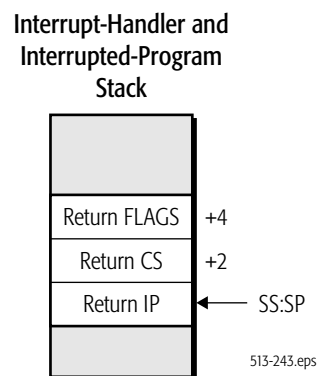 Interrupt-Handler and
Interrupted-Program
Stack
Return FLAGS +4
Return CS +2
Return IP SS:SP
513-243.eps